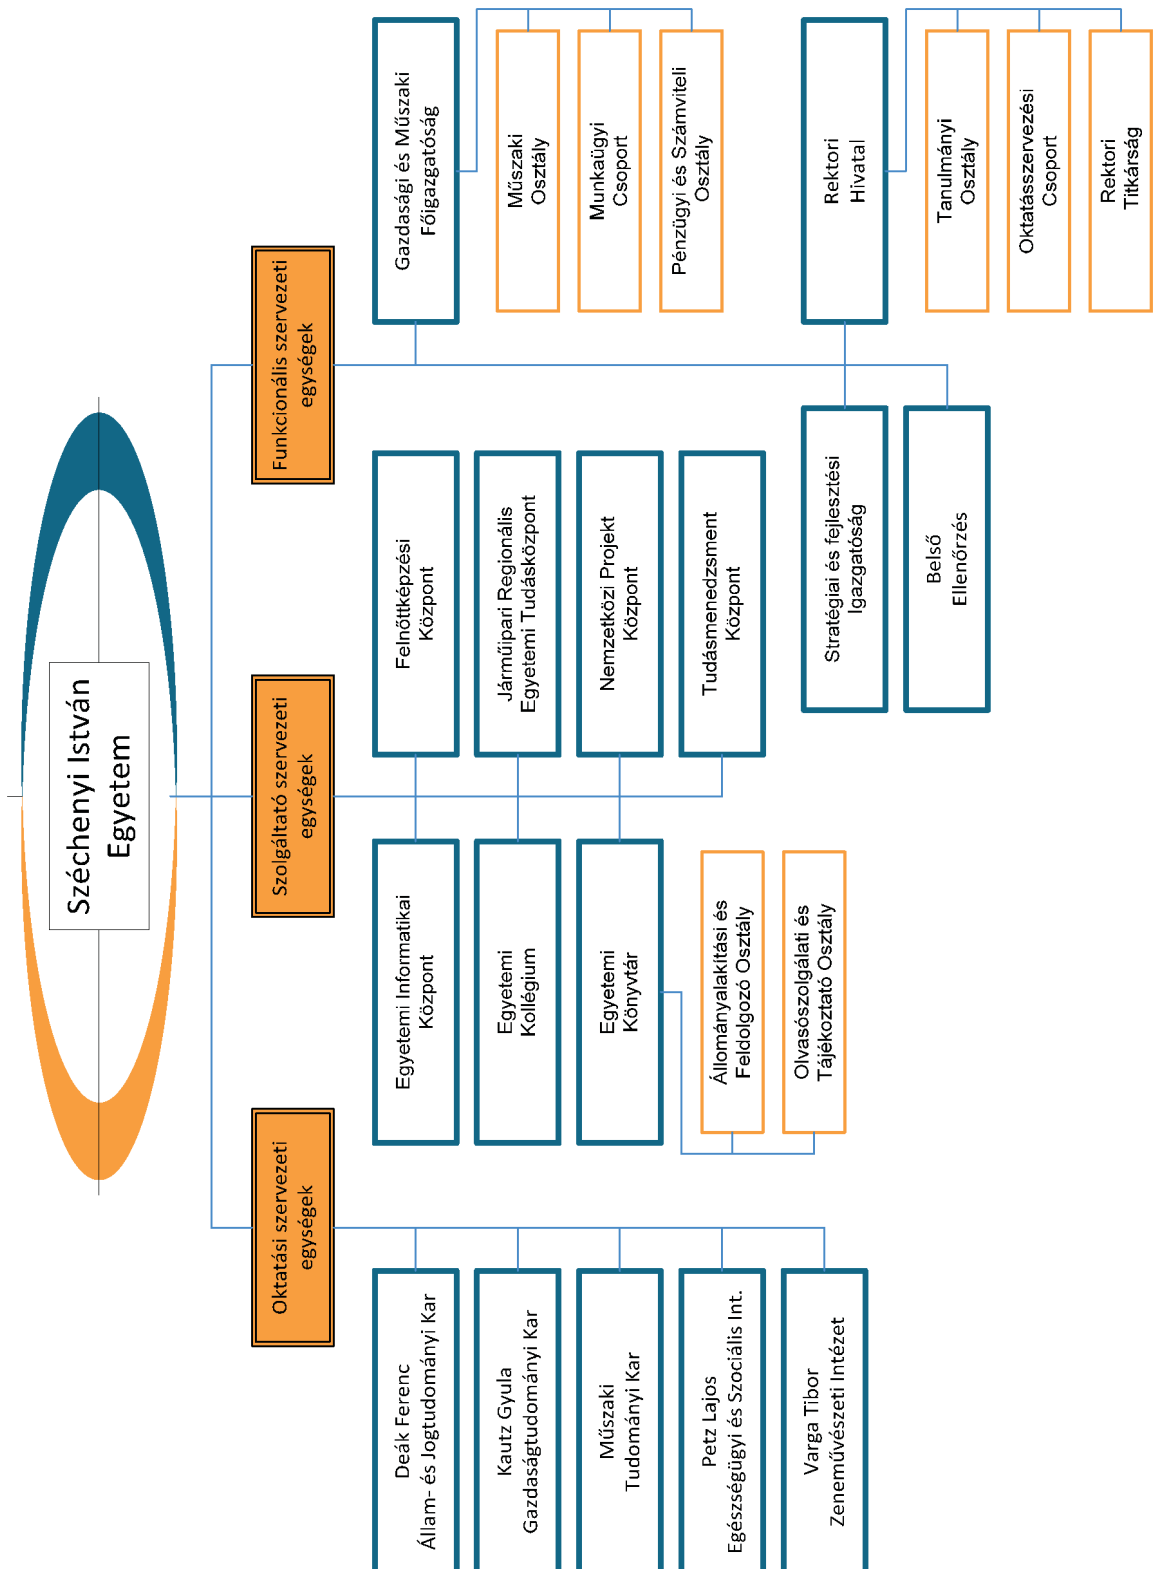 Széchenyi István
Egyetem
Oktatási szervezeti
egységek
Deák Ferenc
Állam- és Jogtudományi Kar
Kautz Gyula
Gazdaságtudományi Kar
Műszaki
Tudományi Kar
Petz Lajos
Egészségügyi és Szociális Int.
Varga Tibor
Zeneművészeti Intézet
Szolgáltató szervezeti
egységek
Egyetemi Informatikai
Központ
Egyetemi
Kollégium
Egyetemi
Könyvtár
Állományalakítási és
Feldolgozó Osztály
Olvasószolgálati és
Tájékoztató Osztály
Felnőttképzési
Központ
Járműipari Regionális
Egyetemi Tudásközpont
Nemzetközi Projekt
Központ
Tudásmenedzsment
Központ
Funkcionális szervezeti
egységek
Gazdasági és Műszaki
Főigazgatóság
Műszaki
Osztály
Munkaügyi
Csoport
Pénzügyi és Számviteli
Osztály
Stratégiai és fejlesztési
Igazgatóság
Belső
Ellenőrzés
Rektori
Hivatal
Tanulmányi
Osztály
Oktatásszervezési
Csoport
Rektori
Titkárság